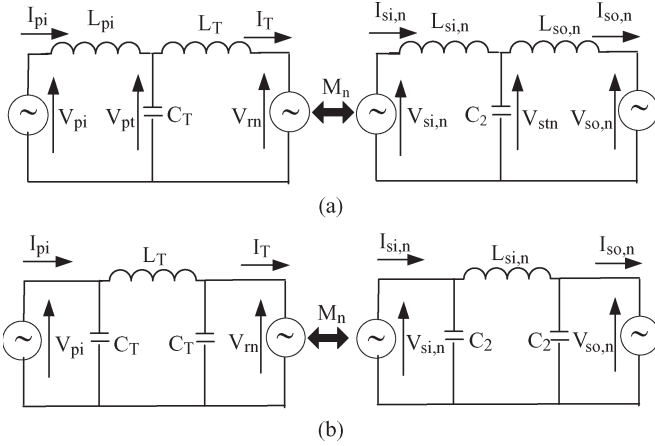 I_pi L_pi L_T I_T I_si,n L_si,n L_so,n I_so,n
V_pi V_pt C_T V_rn M_n V_si,n C_2 V_stn V_so,n
(a)
I_pi L_T I_T I_si,n L_si,n I_so,n
V_pi C_T C_T V_rn M_n V_si,n C_2 C_2 V_so,n
(b)